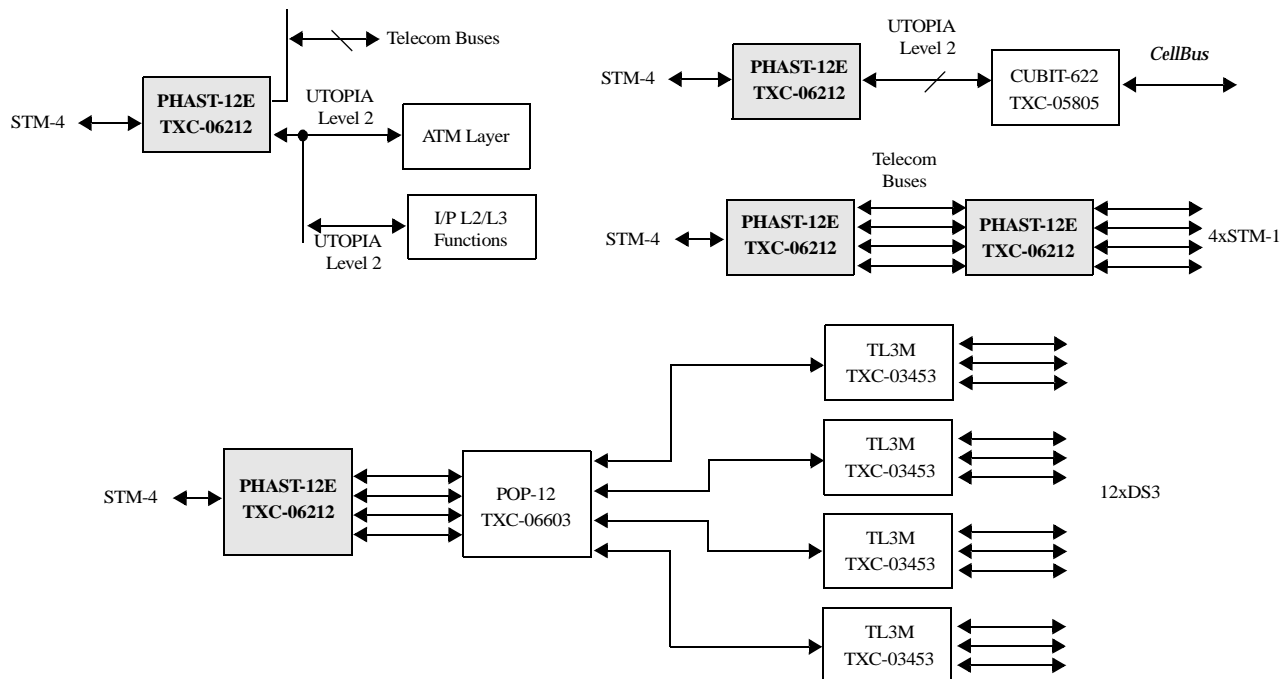 Telecom Buses
STM-4
PHAST-12E
TXC-06212
UTOPIA
Level 2
ATM Layer
I/P L2/L3
Functions
UTOPIA
Level 2
STM-4
PHAST-12E
TXC-06212
UTOPIA
Level 2
CUBIT-622
TXC-05805
CellBus
Telecom
Buses
STM-4
PHAST-12E
TXC-06212
PHAST-12E
TXC-06212
4xSTM-1
STM-4
PHAST-12E
TXC-06212
POP-12
TXC-06603
TL3M
TXC-03453
TL3M
TXC-03453
TL3M
TXC-03453
TL3M
TXC-03453
12xDS3